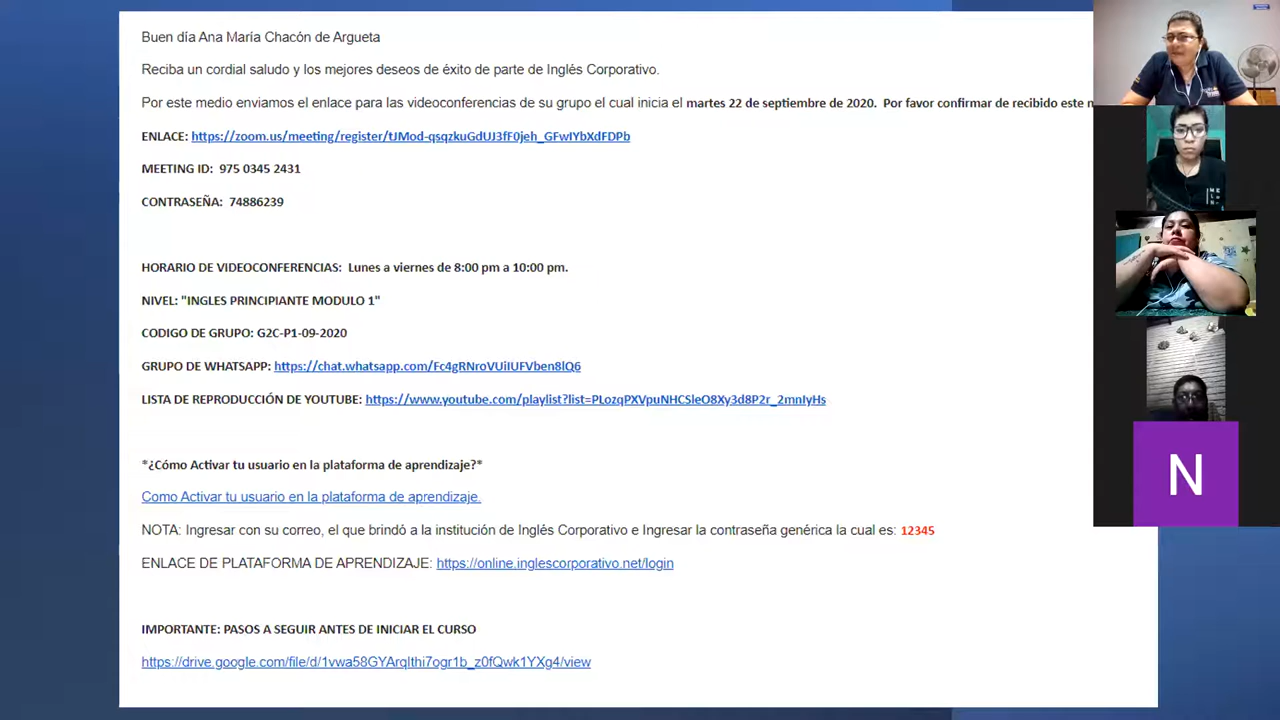 Buen día Ana María Chacón de Argueta
Reciba un cordial saludo y los mejores deseos de éxito de parte de Inglés Corporativo.
Por este medio enviamos el enlace para las videoconferencias de su grupo el cual inicia el martes 22 de septiembre de 2020. Por favor confirmar de recibido este
ENLACE: https://zoom.us/meeting/register/tJMod-qsqzkuGdUJ3fF0jeh_GFwIYbXdFDPb
MEETING ID: 975 0345 2431
CONTRASEÑA: 74886239
HORARIO DE VIDEOCONFERENCIAS: Lunes a viernes de 8:00 pm a 10:00 pm.
NIVEL: "INGLES PRINCIPIANTE MODULO 1"
CODIGO DE GRUPO: G2C-P1-09-2020
GRUPO DE WHATSAPP: https://chat.whatsapp.com/Fc4gRNroVUiIUFVben8lQ6
LISTA DE REPRODUCCIÓN DE YOUTUBE: https://www.youtube.com/playlist?list=PLozqPXVpuNHCSleO8Xy3d8P2r_2mnIyHs
*¿Cómo Activar tu usuario en la plataforma de aprendizaje?*
Como Activar tu usuario en la plataforma de aprendizaje.
NOTA: Ingresar con su correo, el que brindó a la institución de Inglés Corporativo e Ingresar la contraseña genérica la cual es: 12345
ENLACE DE PLATAFORMA DE APRENDIZAJE: https://online.inglescorporativo.net/login
IMPORTANTE: PASOS A SEGUIR ANTES DE INICIAR EL CURSO
https://drive.google.com/file/d/1vwa58GYArqIthi7ogr1b_z0fQwk1YXg4/view
N